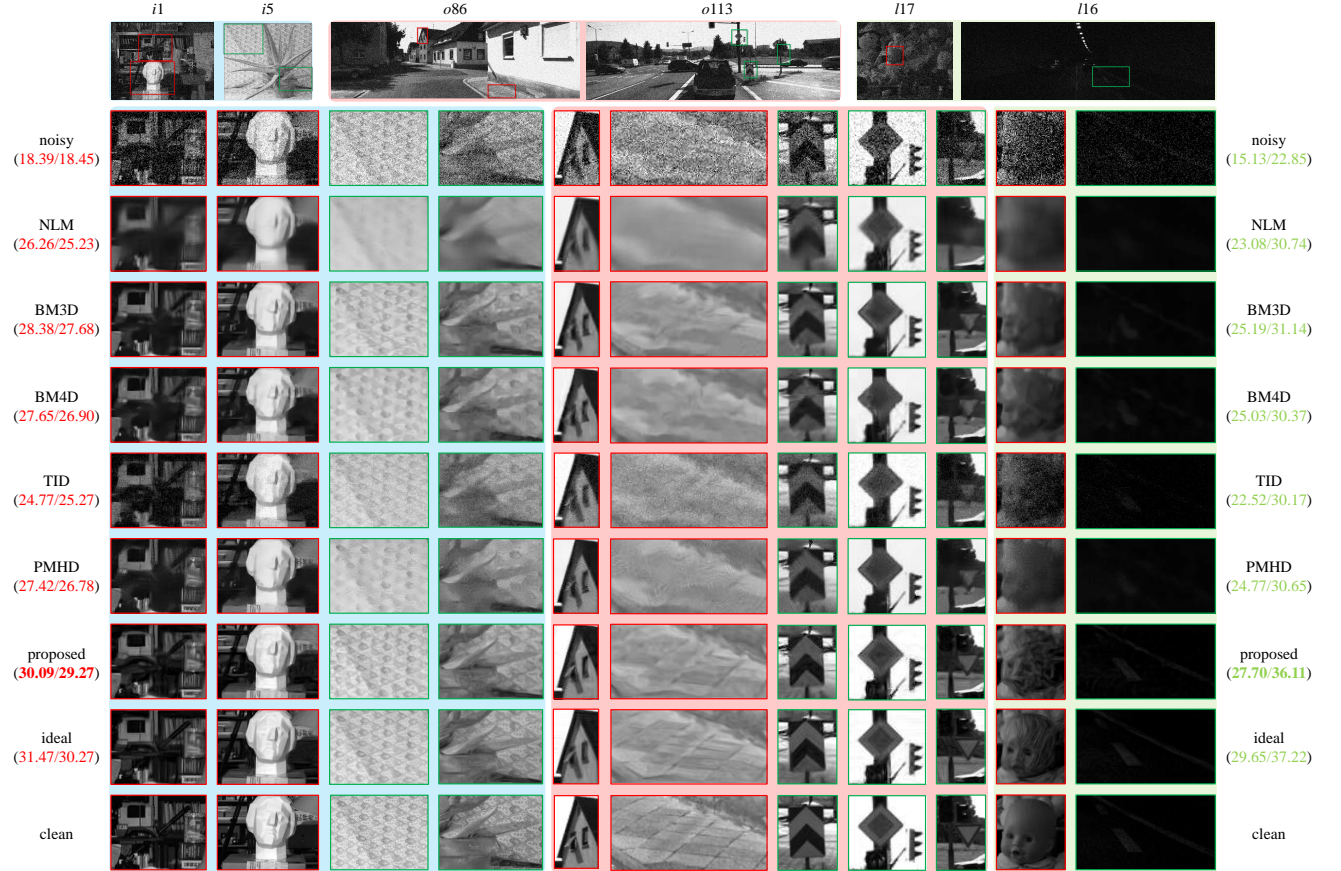 i1 i5 o86 o113 l17 l16
noisy
(18.39/18.45)
noisy
(15.13/22.85)
NLM
(26.26/25.23)
NLM
(23.08/30.74)
BM3D
(28.38/27.68)
BM3D
(25.19/31.14)
BM4D
(27.65/26.90)
BM4D
(25.03/30.37)
TID
(24.77/25.27)
TID
(22.52/30.17)
PMHD
(27.42/26.78)
PMHD
(24.77/30.65)
proposed
(30.09/29.27)
proposed
(27.70/36.11)
ideal
(31.47/30.27)
ideal
(29.65/37.22)
clean
clean